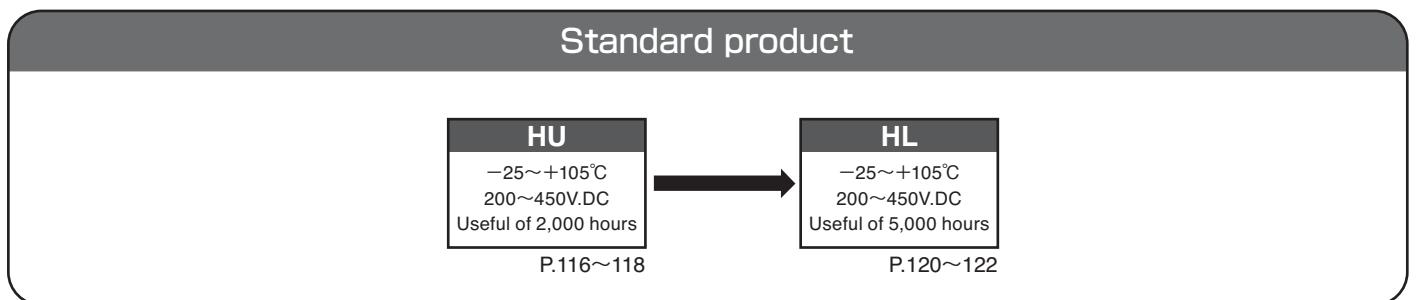 Standard product
HU
−25～+105℃
200～450V.DC
Useful of 2,000 hours
P.116～118
HL
−25～+105℃
200～450V.DC
Useful of 5,000 hours
P.120～122